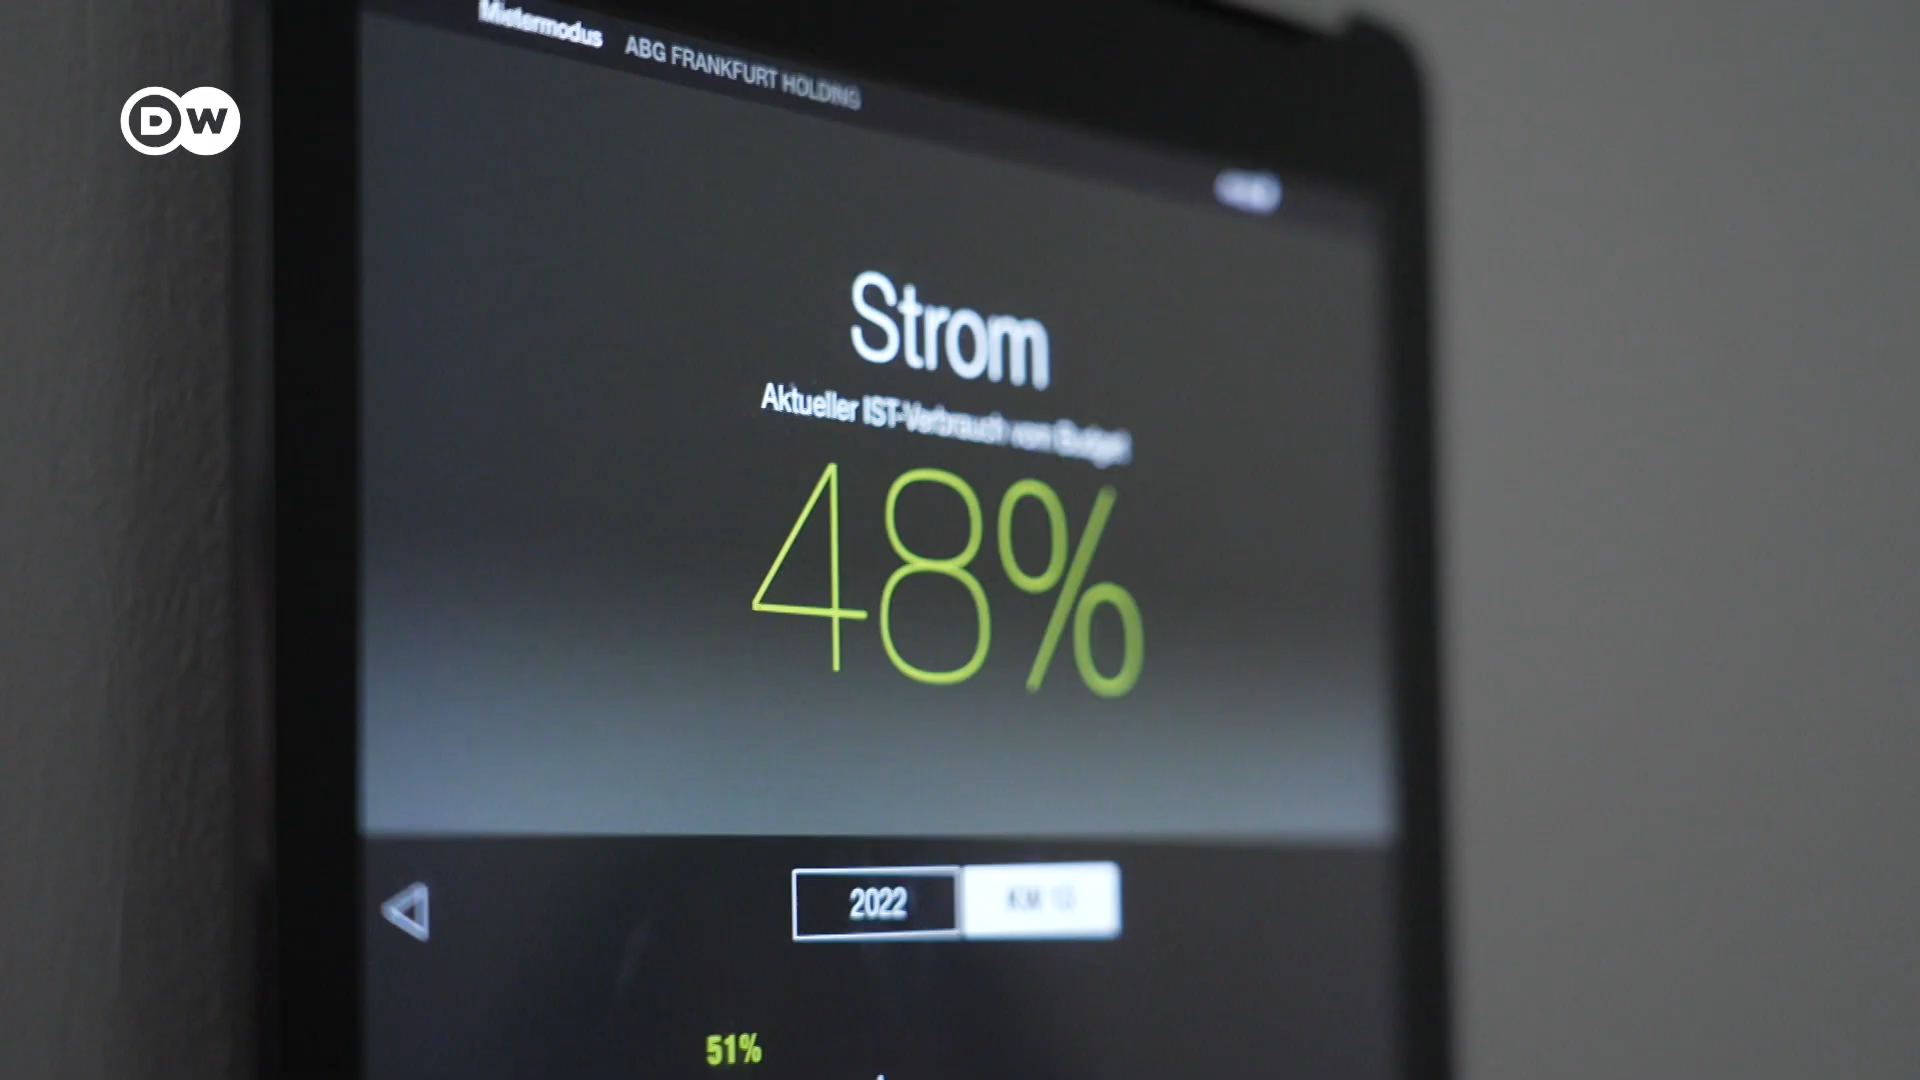 Mietermodus ABG FRANKFURT HOLDING
DW
Strom
Aktueller IST-Verbrauch vom Budget
48%
2022
51%